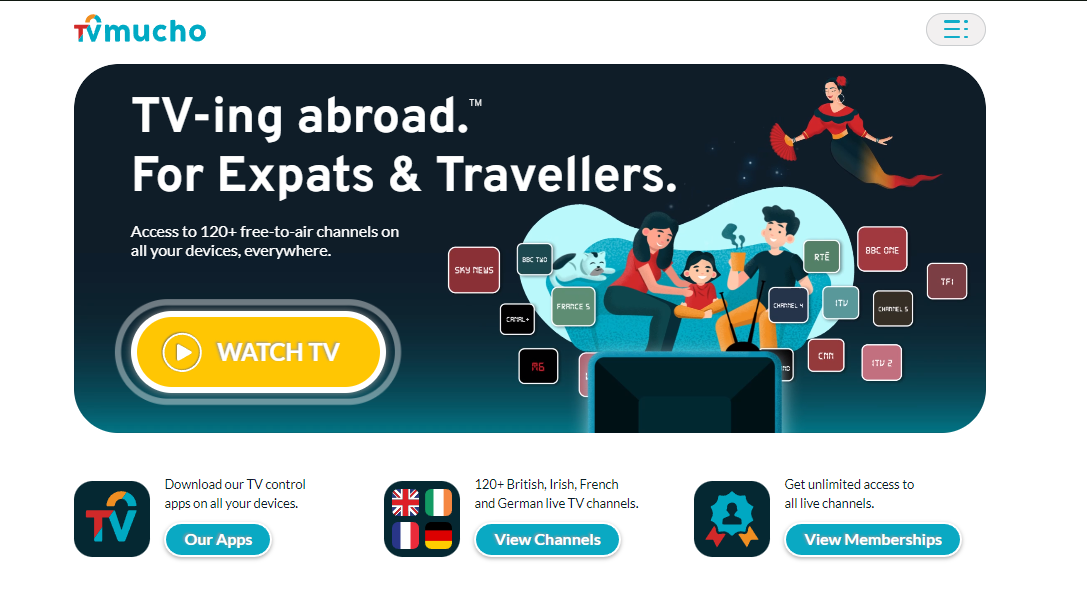 TVmucho
TV-ing abroad.™
For Expats & Travellers.
Access to 120+ free-to-air channels on
all your devices, everywhere.
WATCH TV
SKY NEWS
BBC TWO
FRANCE 5
CANAL+
M6
RTÉ
BBC ONE
TF1
CHANNEL 4
ITV
CHANNEL 5
CNN
ITV 2
TV
Download our TV control
apps on all your devices.
Our Apps
120+ British, Irish, French
and German live TV channels.
View Channels
Get unlimited access to
all live channels.
View Memberships